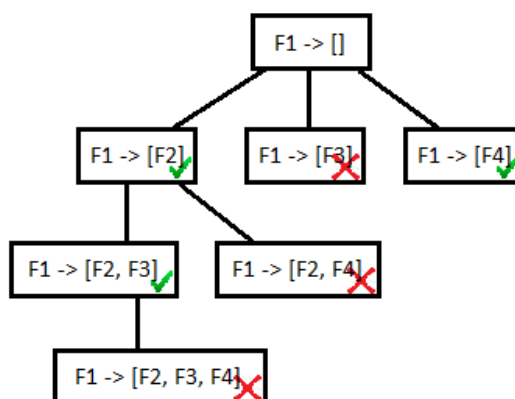 F1 -> []
F1 -> [F2]
F1 -> [F3]
F1 -> [F4]
F1 -> [F2, F3]
F1 -> [F2, F4]
F1 -> [F2, F3, F4]